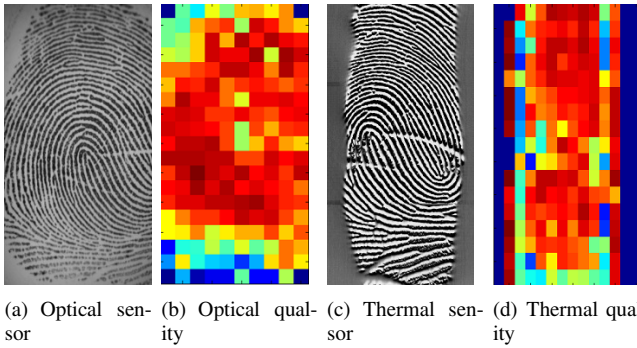 (a) Optical sen-
sor
(b) Optical qual-
ity
(c) Thermal sen-
sor
(d) Thermal qua
ity